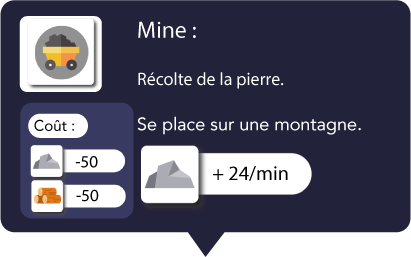 Mine :
Récolte de la pierre.
Se place sur une montagne.
Coût :
-50
-50
+ 24/min